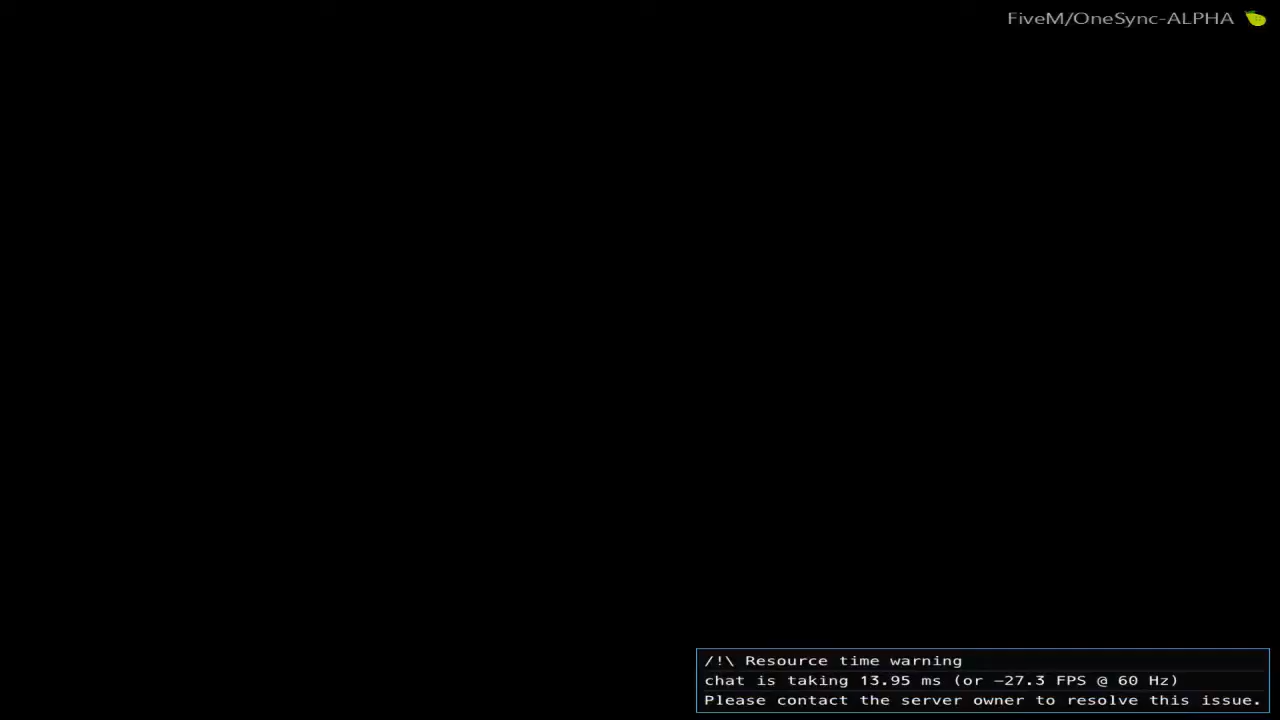 FiveM/OneSync-ALPHA
/!\ Resource time warning
chat is taking 13.95 ms (or −27.3 FPS @ 60 Hz)
Please contact the server owner to resolve this issue.